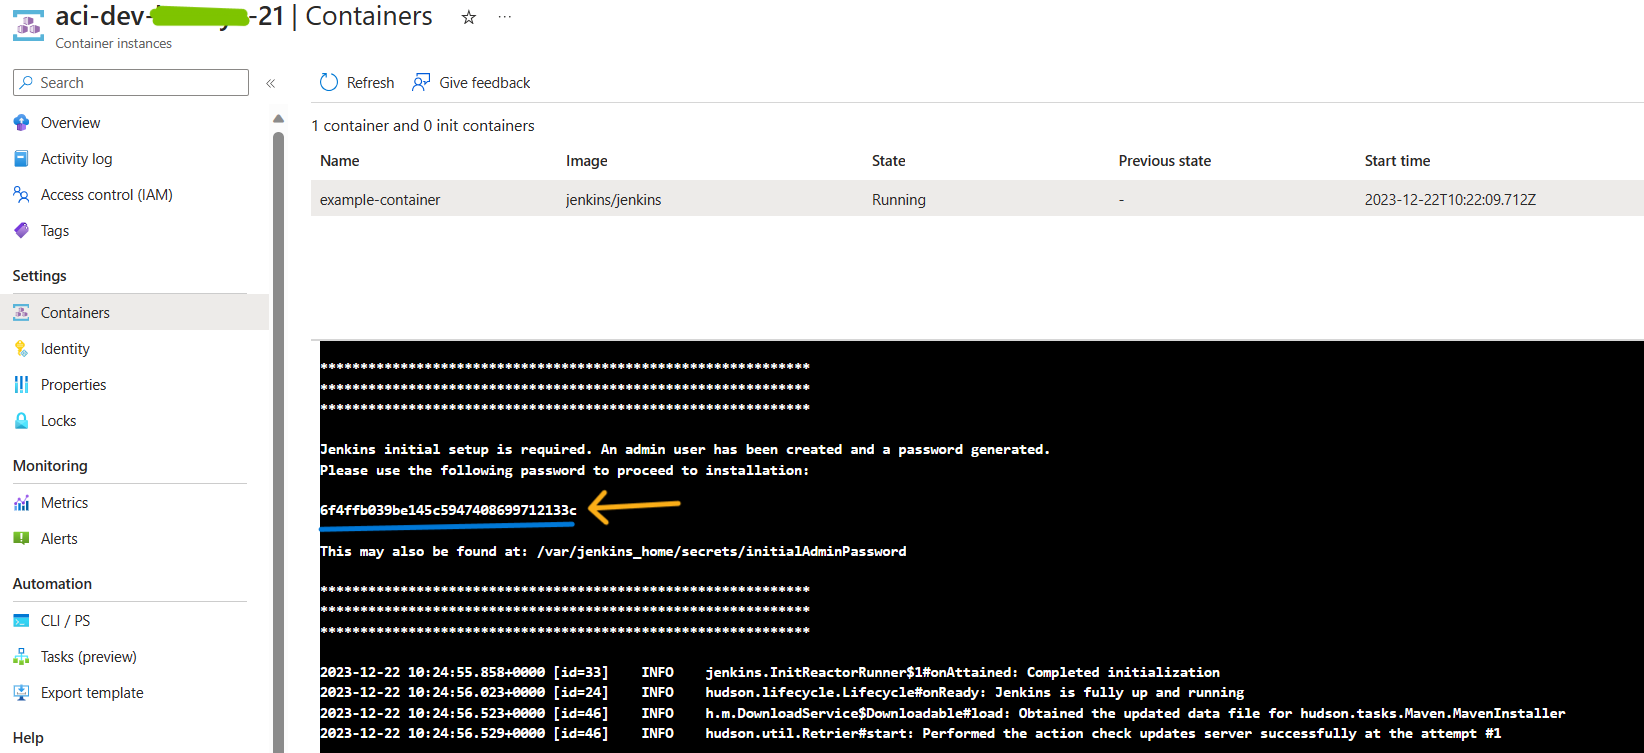 aci-dev- -21 | Containers
Container instances
Search
«
Refresh
Give feedback
Overview
Activity log
Access control (IAM)
Tags
Settings
Containers
Identity
Properties
Locks
Monitoring
Metrics
Alerts
Automation
CLI / PS
Tasks (preview)
Export template
Help
1 container and 0 init containers
Name Image State Previous state Start time
example-container jenkins/jenkins Running - 2023-12-22T10:22:09.712Z
*************************************************************
*************************************************************
*************************************************************
Jenkins initial setup is required. An admin user has been created and a password generated.
Please use the following password to proceed to installation:
6f4ffb039be145c5947408699712133c
This may also be found at: /var/jenkins_home/secrets/initialAdminPassword
*************************************************************
*************************************************************
*************************************************************
2023-12-22 10:24:55.858+0000 [id=33] INFO jenkins.InitReactorRunner$1#onAttained: Completed initialization
2023-12-22 10:24:56.023+0000 [id=24] INFO hudson.lifecycle.Lifecycle#onReady: Jenkins is fully up and running
2023-12-22 10:24:56.523+0000 [id=46] INFO h.m.DownloadService$Downloadable#load: Obtained the updated data file for hudson.tasks.Maven.MavenInstaller
2023-12-22 10:24:56.529+0000 [id=46] INFO hudson.util.Retrier#start: Performed the action check updates server successfully at the attempt #1